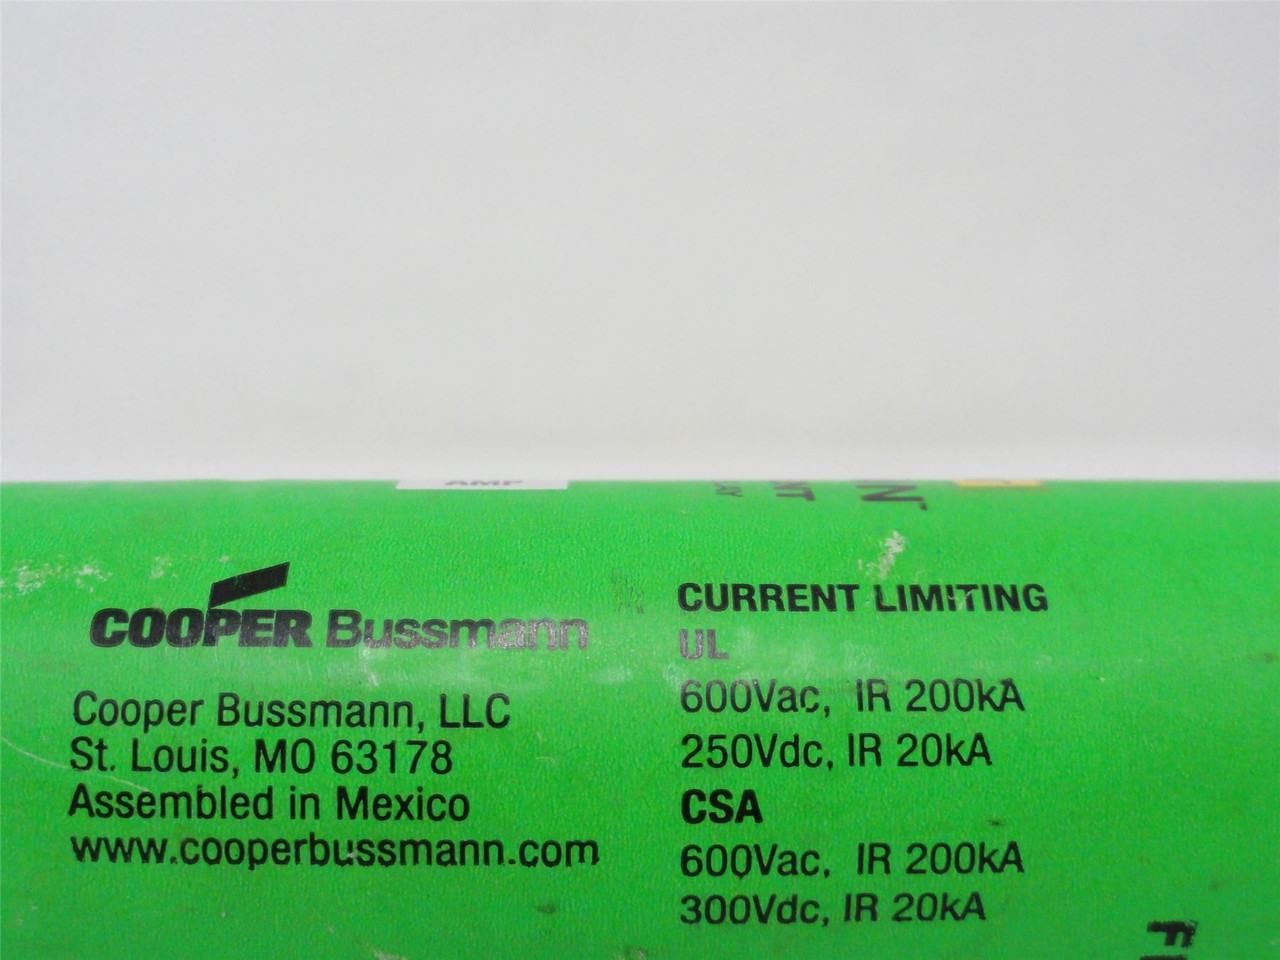 AMP
COOPER Bussmann
Cooper Bussmann, LLC
St. Louis, MO 63178
Assembled in Mexico
www.cooperbussmann.com
CURRENT LIMITING
UL
600Vac, IR 200kA
250Vdc, IR 20kA
CSA
600Vac, IR 200kA
300Vdc, IR 20kA